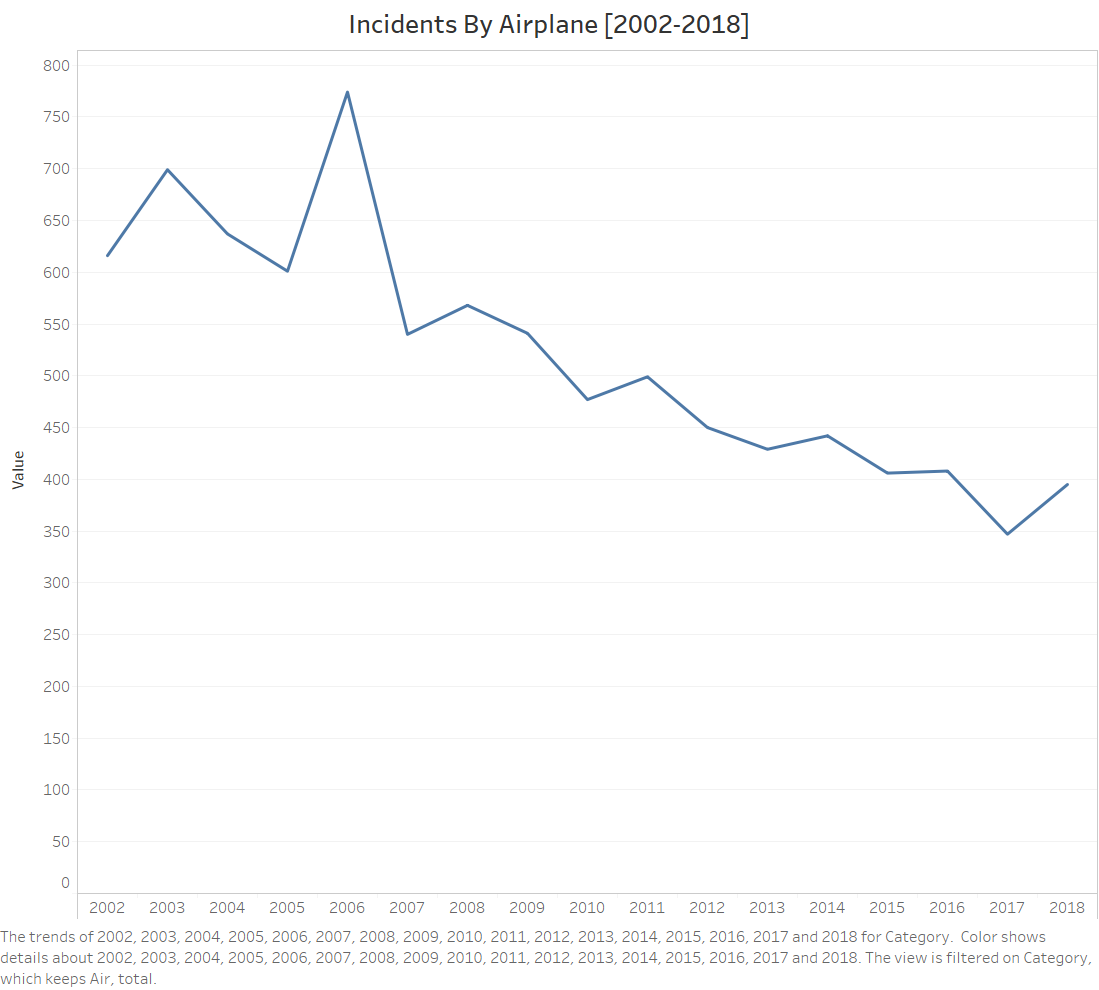 Incidents By Airplane [2002-2018]
800
750
700
650
600
550
500
450
400
350
300
250
200
150
100
50
0
Value
2002 2003 2004 2005 2006 2007 2008 2009 2010 2011 2012 2013 2014 2015 2016 2017 2018
The trends of 2002, 2003, 2004, 2005, 2006, 2007, 2008, 2009, 2010, 2011, 2012, 2013, 2014, 2015, 2016, 2017 and 2018 for Category.  Color shows
details about 2002, 2003, 2004, 2005, 2006, 2007, 2008, 2009, 2010, 2011, 2012, 2013, 2014, 2015, 2016, 2017 and 2018. The view is filtered on Category,
which keeps Air, total.